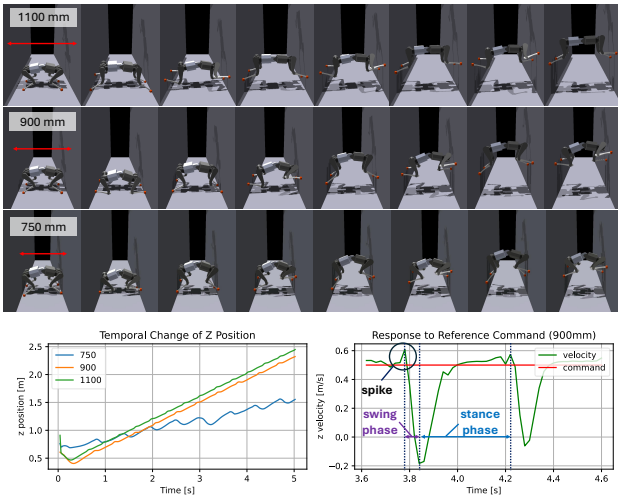 1100 mm
900 mm
750 mm
Temporal Change of Z Position
z position [m]
2.5
2.0
1.5
1.0
0.5
750
900
1100
0
1
2
3
4
5
Time [s]
Response to Reference Command (900mm)
z velocity [m/s]
0.6
0.4
0.2
0.0
−0.2
velocity
command
spike
swing
phase
stance
phase
3.6
3.8
4.0
4.2
4.4
4.6
Time [s]